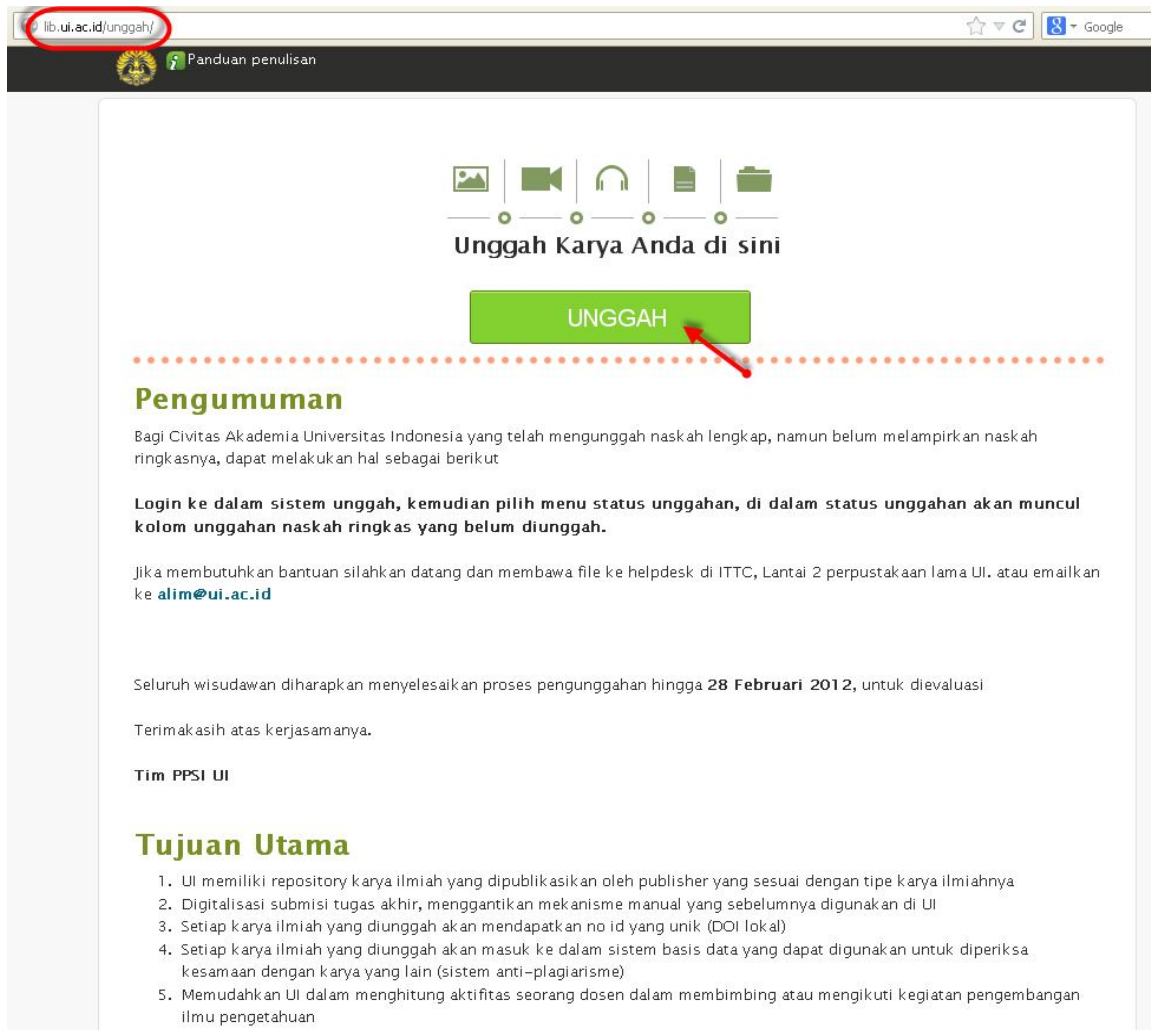 lib.ui.ac.id/unggah/
Google
Panduan penulisan
Unggah Karya Anda di sini
UNGGAH
Pengumuman
Bagi Civitas Akademia Universitas Indonesia yang telah mengunggah naskah lengkap, namun belum melampirkan naskah
ringkasnya, dapat melakukan hal sebagai berikut
Login ke dalam sistem unggah, kemudian pilih menu status unggahan, di dalam status unggahan akan muncul
kolom unggahan naskah ringkas yang belum diunggah.
Jika membutuhkan bantuan silahkan datang dan membawa file ke helpdesk di ITTC, Lantai 2 perpustakaan lama UI. atau emailkan
ke alim@ui.ac.id
Seluruh wisudawan diharapkan menyelesaikan proses pengunggahan hingga 28 Februari 2012, untuk dievaluasi
Terimakasih atas kerjasamanya.
Tim PPSI UI
Tujuan Utama
1. UI memiliki repository karya ilmiah yang dipublikasikan oleh publisher yang sesuai dengan tipe karya ilmiahnya
2. Digitalisasi submisi tugas akhir, menggantikan mekanisme manual yang sebelumnya digunakan di UI
3. Setiap karya ilmiah yang diunggah akan mendapatkan no id yang unik (DOI lokal)
4. Setiap karya ilmiah yang diunggah akan masuk ke dalam sistem basis data yang dapat digunakan untuk diperiksa
kesamaan dengan karya yang lain (sistem anti-plagiarisme)
5. Memudahkan UI dalam menghitung aktifitas seorang dosen dalam membimbing atau mengikuti kegiatan pengembangan
ilmu pengetahuan